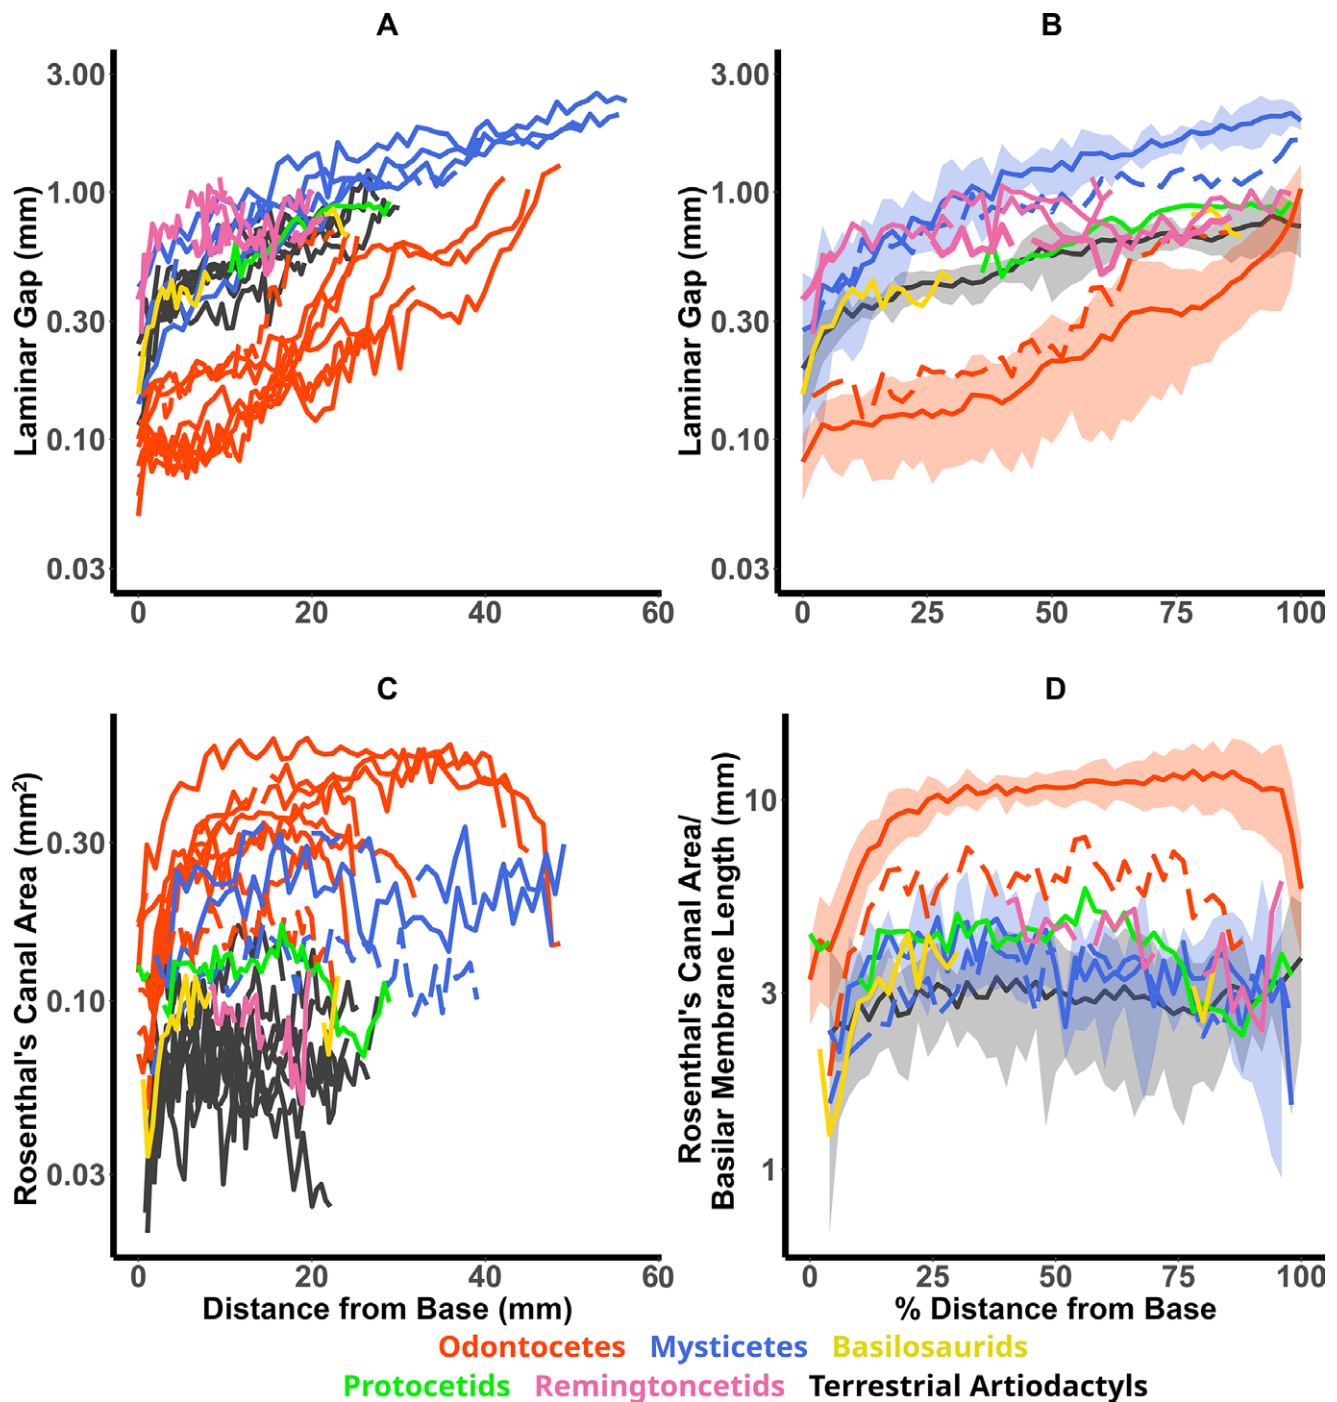 A
B
Laminar Gap (mm)
3.00
1.00
0.30
0.10
0.03
0 20 40 60
Laminar Gap (mm)
3.00
1.00
0.30
0.10
0.03
0 25 50 75 100
C
D
Rosenthal's Canal Area (mm²)
0.30
0.10
0.03
0 20 40 60
Distance from Base (mm)
Rosenthal's Canal Area/
Basilar Membrane Length (mm)
10
3
1
0 25 50 75 100
% Distance from Base
Odontocetes Mysticetes Basilosaurids
Protocetids Remingtoncetids Terrestrial Artiodactyls